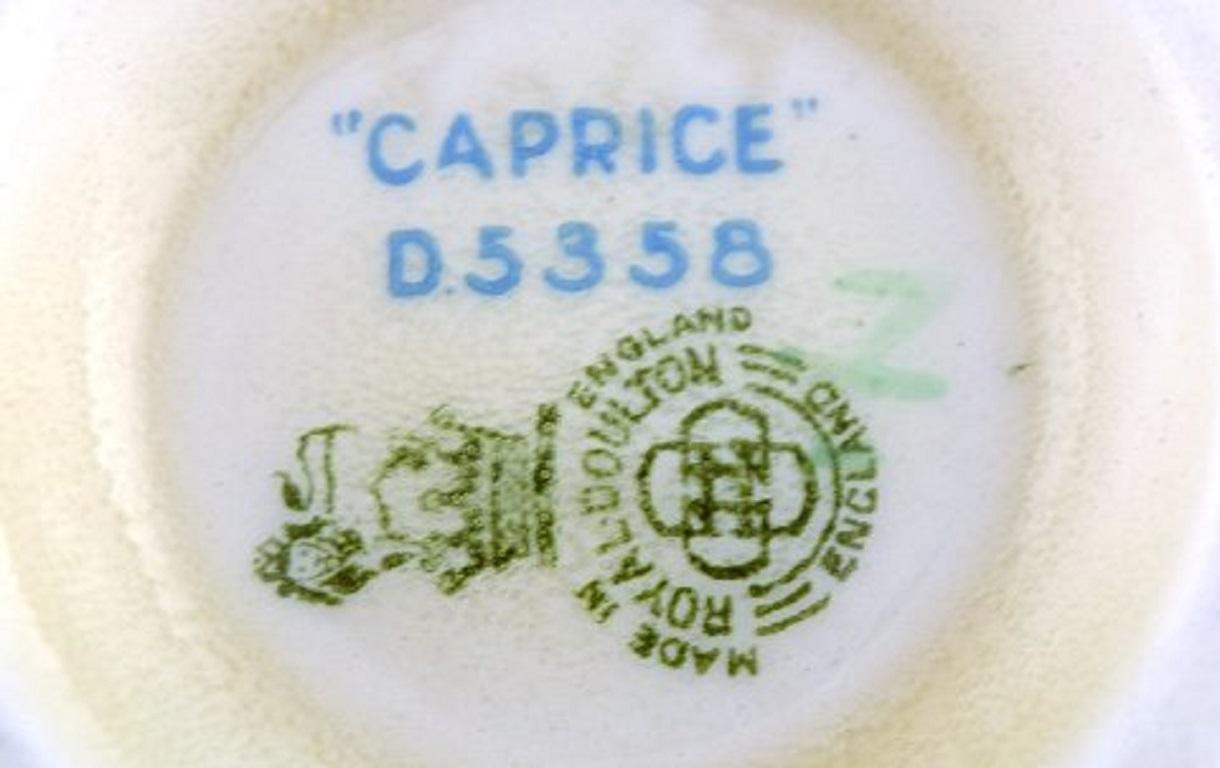 "CAPRICE"
D.5358
MADE IN ENGLAND
ROYAL·DOULTON
ENGLAND
Z